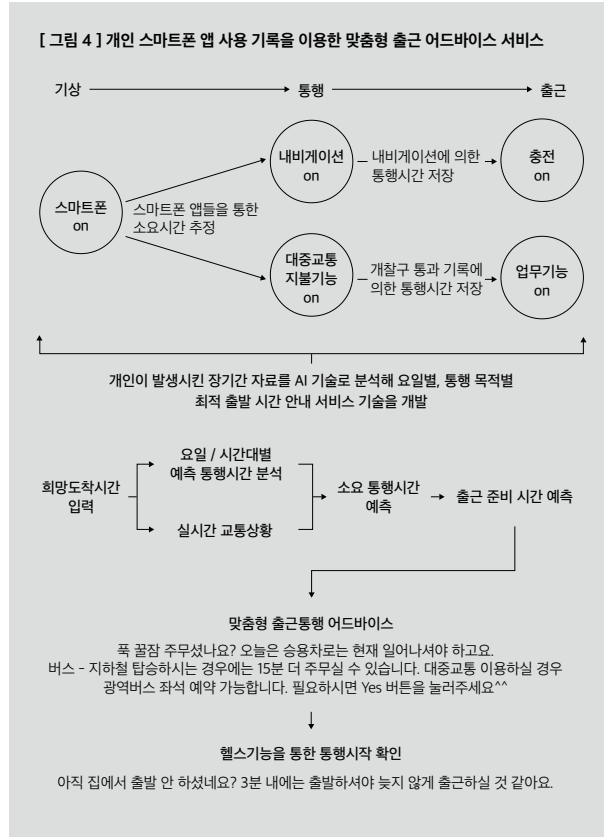 [ 그림 4 ] 개인 스마트폰 앱 사용 기록을 이용한 맞춤형 출근 어드바이스 서비스
기상
통행
출근
스마트폰
on
스마트폰 앱들을 통한
소요시간 추정
내비게이션
on
내비게이션에 의한
통행시간 저장
충전
on
대중교통
지불기능
on
개찰구 통과 기록에
의한 통행시간 저장
업무기능
on
개인이 발생시킨 장기간 자료를 AI 기술로 분석해 요일별, 통행 목적별
최적 출발 시간 안내 서비스 기술을 개발
희망도착시간
입력
요일 / 시간대별
예측 통행시간 분석
실시간 교통상황
소요 통행시간
예측
출근 준비 시간 예측
맞춤형 출근통행 어드바이스
푹 꿀잠 주무셨나요? 오늘은 승용차로는 현재 일어나셔야 하고요.
버스 – 지하철 탑승하시는 경우에는 15분 더 주무실 수 있습니다. 대중교통 이용하실 경우
광역버스 좌석 예약 가능합니다. 필요하시면 Yes 버튼을 눌러주세요^^
헬스기능을 통한 통행시작 확인
아직 집에서 출발 안 하셨네요? 3분 내에는 출발하셔야 늦지 않게 출근하실 것 같아요.